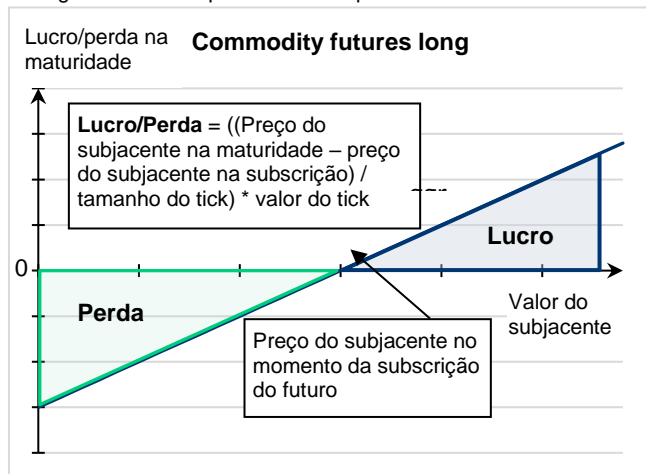 Lucro/perda na
maturidade
Commodity futures long
Lucro/Perda = ((Preço do
subjacente na maturidade – preço
do subjacente na subscrição) /
tamanho do tick) * valor do tick
Lucro
0
Perda
Valor do
subjacente
Preço do subjacente no
momento da subscrição
do futuro